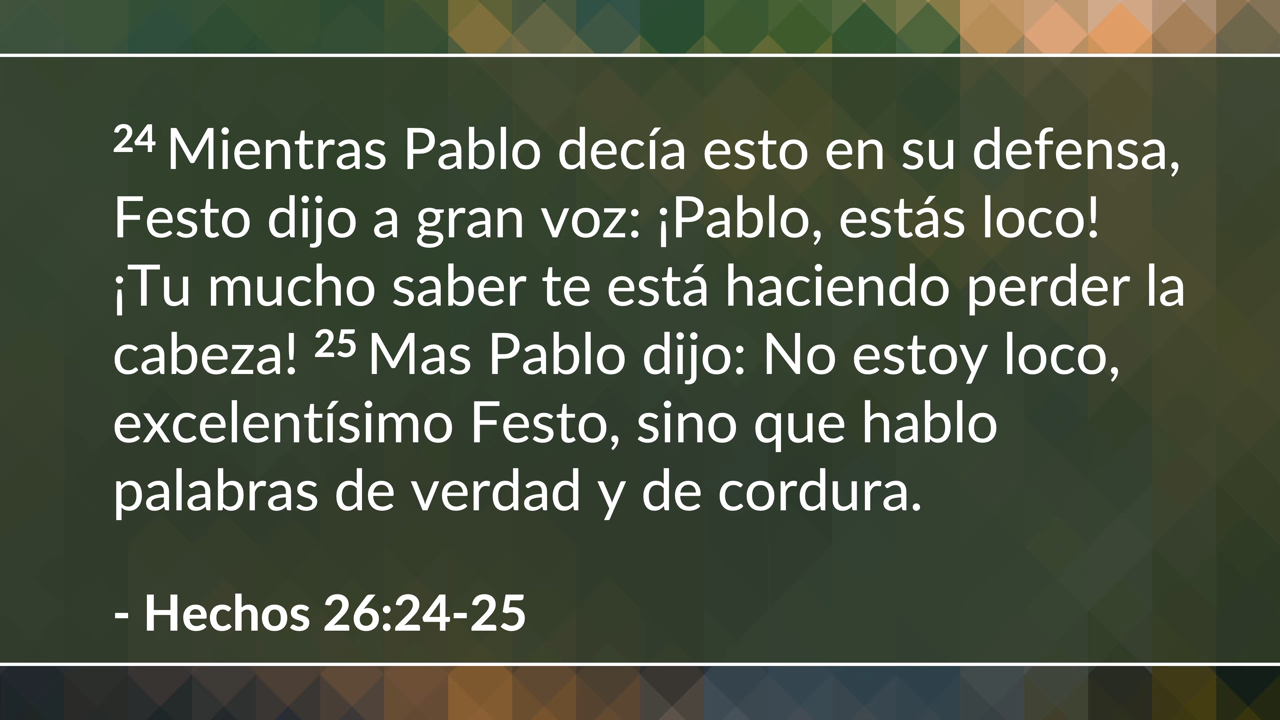 24 Mientras Pablo decía esto en su defensa,
Festo dijo a gran voz: ¡Pablo, estás loco!
¡Tu mucho saber te está haciendo perder la
cabeza! 25 Mas Pablo dijo: No estoy loco,
excelentísimo Festo, sino que hablo
palabras de verdad y de cordura.
- Hechos 26:24-25